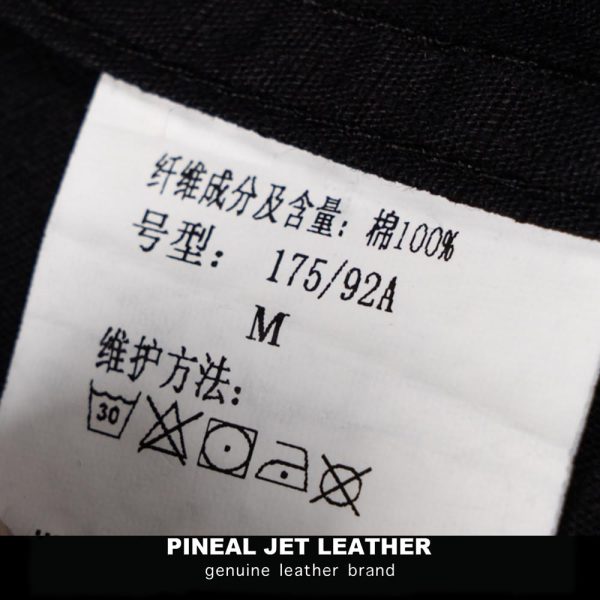 纤维成分及含量：棉100%
号型： 175/92A
M
维护方法：
30
PINEAL JET LEATHER
genuine leather brand